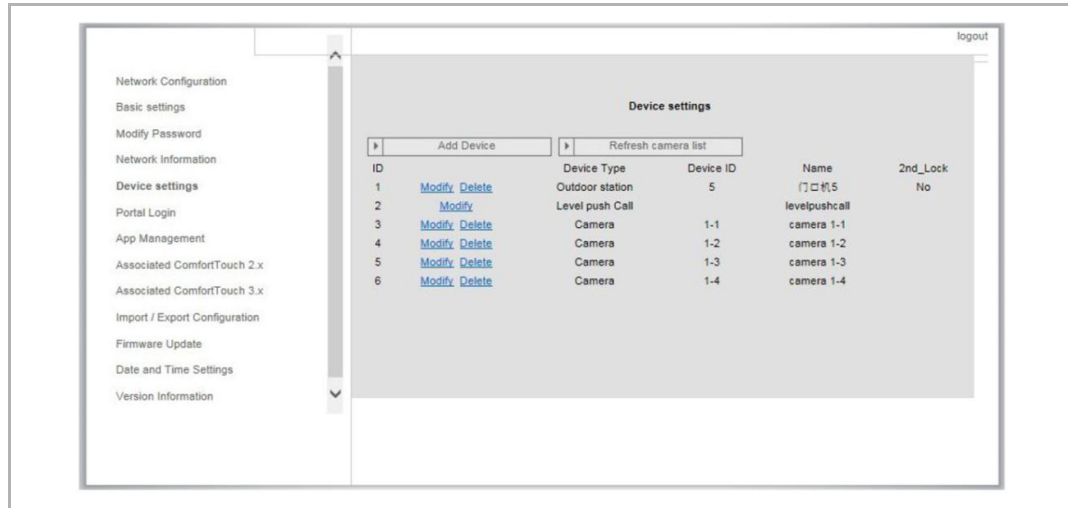 logout
Network Configuration
Basic settings
Modify Password
Network Information
Device settings
Portal Login
App Management
Associated ComfortTouch 2.x
Associated ComfortTouch 3.x
Import / Export Configuration
Firmware Update
Date and Time Settings
Version Information
Device settings
Add Device Refresh camera list
ID Device Type Device ID Name 2nd_Lock
1 Modify Delete Outdoor station 5 门口机5 No
2 Modify Level push Call levelpushcall
3 Modify Delete Camera 1-1 camera 1-1
4 Modify Delete Camera 1-2 camera 1-2
5 Modify Delete Camera 1-3 camera 1-3
6 Modify Delete Camera 1-4 camera 1-4